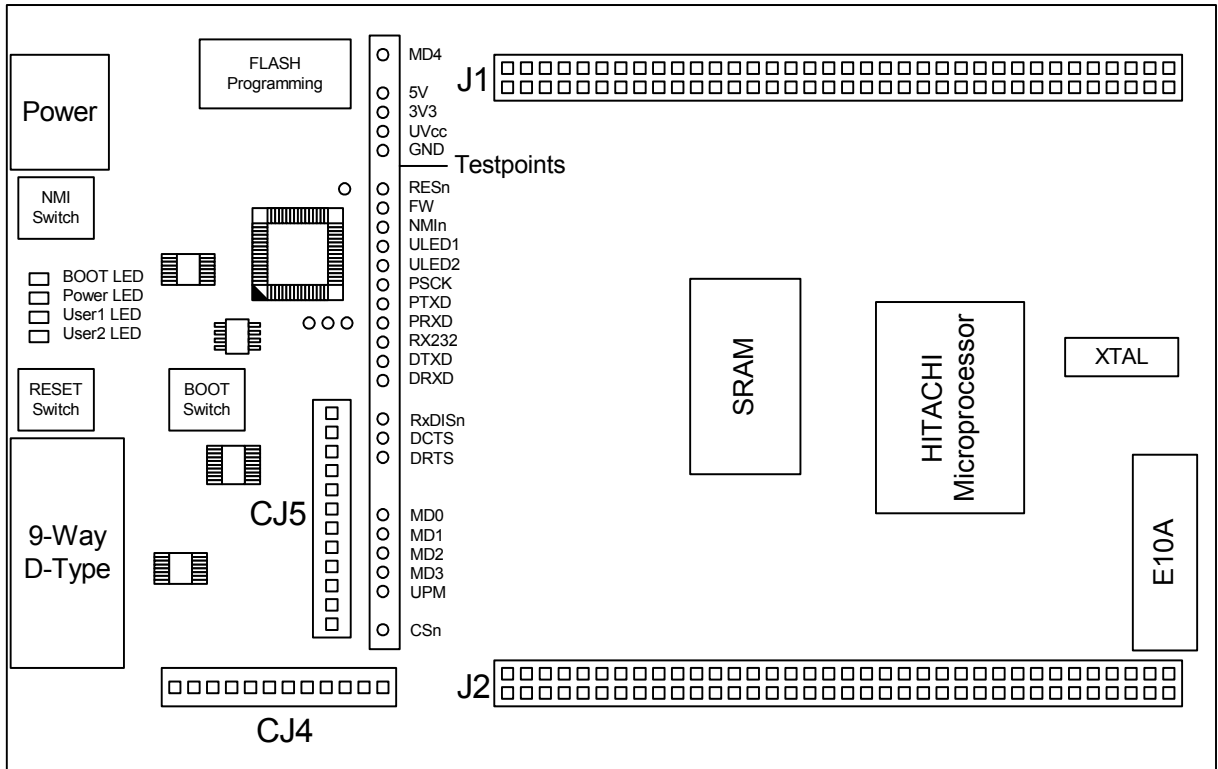 FLASH
Programming
MD4
J1
Power
5V
3V3
UVcc
GND
Testpoints
NMI
Switch
RESn
FW
NMIn
ULED1
ULED2
PSCK
PTXD
PRXD
RX232
DTXD
DRXD
BOOT LED
Power LED
User1 LED
User2 LED
RESET
Switch
BOOT
Switch
RxDISn
DCTS
DRTS
SRAM
HITACHI
Microprocessor
XTAL
E10A
9-Way
D-Type
CJ5
MD0
MD1
MD2
MD3
UPM
CSn
CJ4
J2